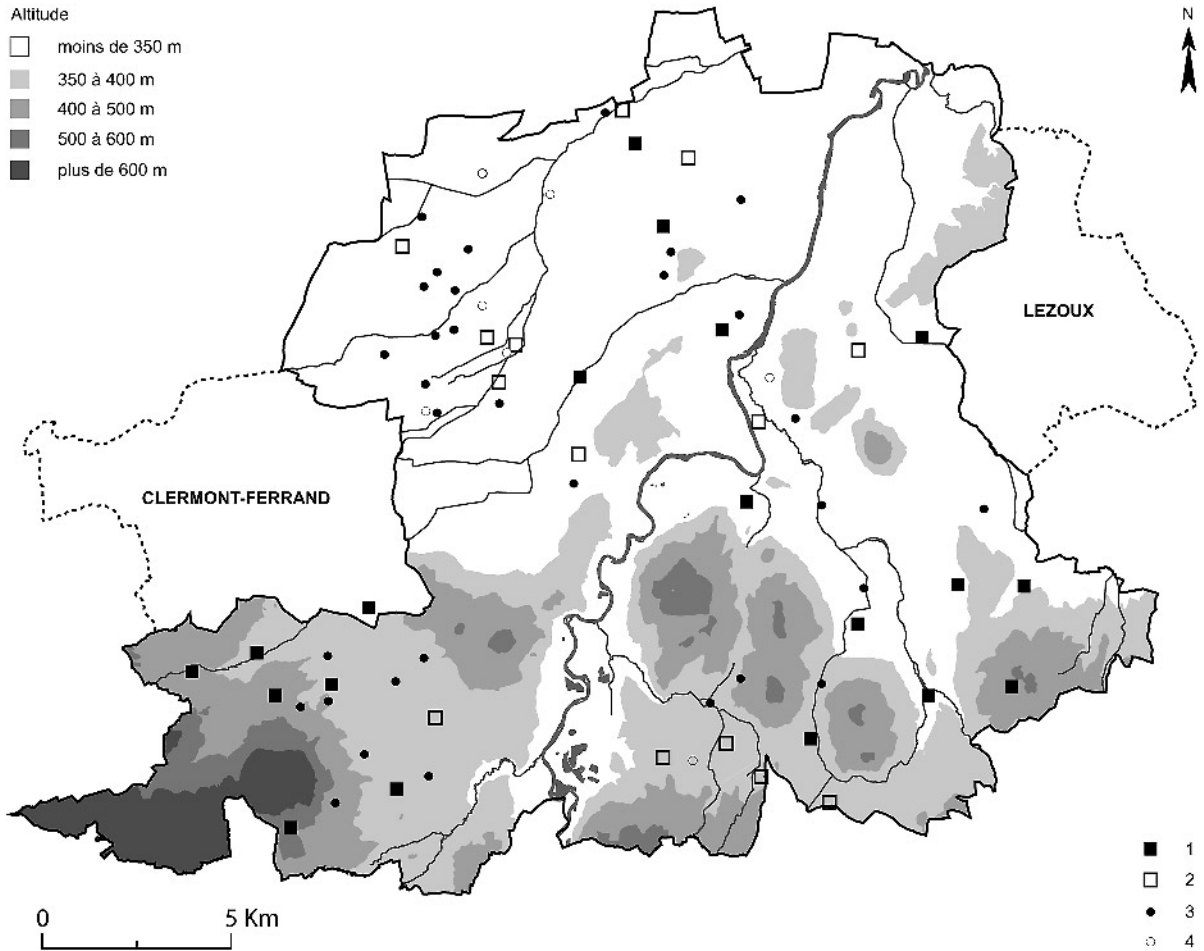 Altitude
moins de 350 m
350 à 400 m
400 à 500 m
500 à 600 m
plus de 600 m
N
LEZOUX
CLERMONT-FERRAND
1
2
3
4
0 5 Km